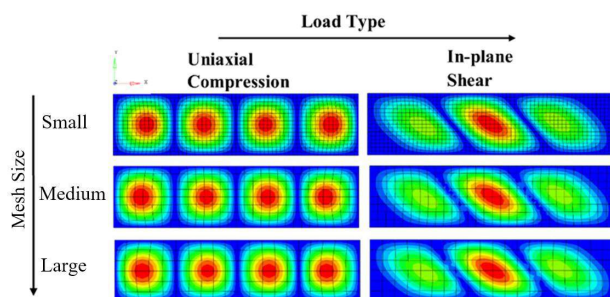 Load Type
Uniaxial
Compression
In-plane
Shear
Y
X
Mesh Size
Small
Medium
Large